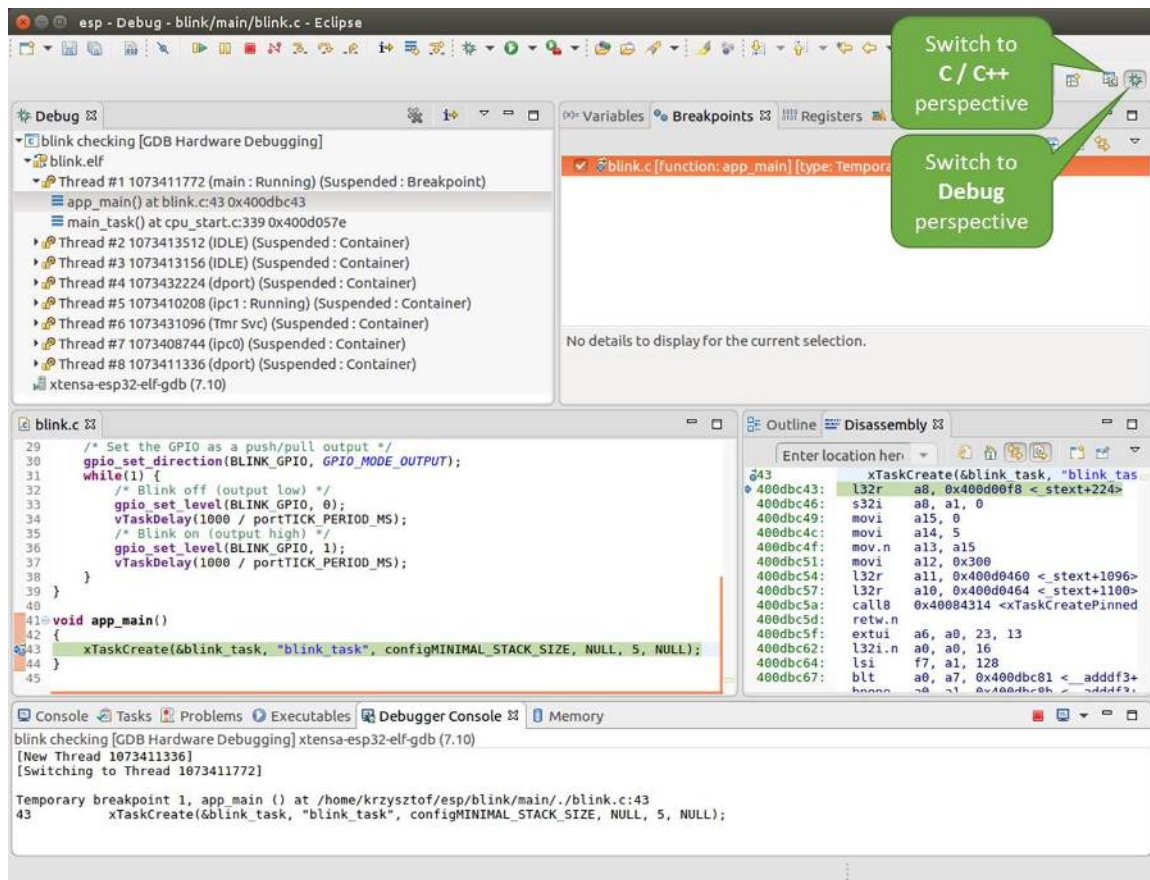 esp - Debug - blink/main/blink.c - Eclipse
Switch to
C / C++
perspective
Switch to
Debug
perspective
Debug
blink checking [GDB Hardware Debugging]
blink.elf
Thread #1 1073411772 (main : Running) (Suspended : Breakpoint)
app_main() at blink.c:43 0x400dbc43
main_task() at cpu_start.c:339 0x400d057e
Thread #2 1073413512 (IDLE) (Suspended : Container)
Thread #3 1073413156 (IDLE) (Suspended : Container)
Thread #4 1073432224 (dport) (Suspended : Container)
Thread #5 1073410208 (ipc1 : Running) (Suspended : Container)
Thread #6 1073431096 (Tmr Svc) (Suspended : Container)
Thread #7 1073408744 (ipc0) (Suspended : Container)
Thread #8 1073411336 (dport) (Suspended : Container)
xtensa-esp32-elf-gdb (7.10)
(x)= Variables Breakpoints Registers
blink.c [function: app_main] [type: Tempora
No details to display for the current selection.
blink.c
29 /* Set the GPIO as a push/pull output */
30 gpio_set_direction(BLINK_GPIO, GPIO_MODE_OUTPUT);
31 while(1) {
32 /* Blink off (output low) */
33 gpio_set_level(BLINK_GPIO, 0);
34 vTaskDelay(1000 / portTICK_PERIOD_MS);
35 /* Blink on (output high) */
36 gpio_set_level(BLINK_GPIO, 1);
37 vTaskDelay(1000 / portTICK_PERIOD_MS);
38 }
39 }
40
41 void app_main()
42 {
43 xTaskCreate(&blink_task, "blink_task", configMINIMAL_STACK_SIZE, NULL, 5, NULL);
44 }
45
Outline Disassembly
Enter location her
43 xTaskCreate(&blink_task, "blink_tas
400dbc43: l32r a8, 0x400d00f8 <_stext+224>
400dbc46: s32i a8, a1, 0
400dbc49: movi a15, 0
400dbc4c: movi a14, 5
400dbc4f: mov.n a13, a15
400dbc51: movi a12, 0x300
400dbc54: l32r a11, 0x400d0460 <_stext+1096>
400dbc57: l32r a10, 0x400d0464 <_stext+1100>
400dbc5a: call8 0x40084314 <xTaskCreatePinned
400dbc5d: retw.n
400dbc5f: extui a6, a0, 23, 13
400dbc62: l32i.n a0, a0, 16
400dbc64: lsi f7, a1, 128
400dbc67: blt a0, a7, 0x400dbc81 <__adddf3+
Console Tasks Problems Executables Debugger Console Memory
blink checking [GDB Hardware Debugging] xtensa-esp32-elf-gdb (7.10)
[New Thread 1073411336]
[Switching to Thread 1073411772]
Temporary breakpoint 1, app_main () at /home/krzysztof/esp/blink/main/./blink.c:43
43 xTaskCreate(&blink_task, "blink_task", configMINIMAL_STACK_SIZE, NULL, 5, NULL);